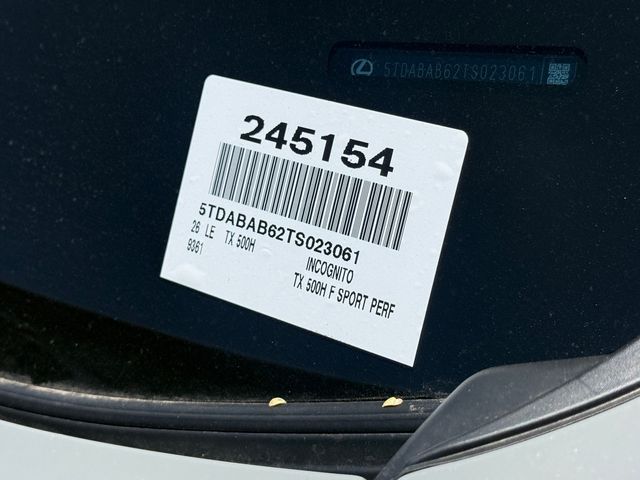 5TDABAB62TS023061
245154
5TDABAB62TS023061
26 LE TX 500H INCOGNITO
9361 TX 500H F SPORT PERF